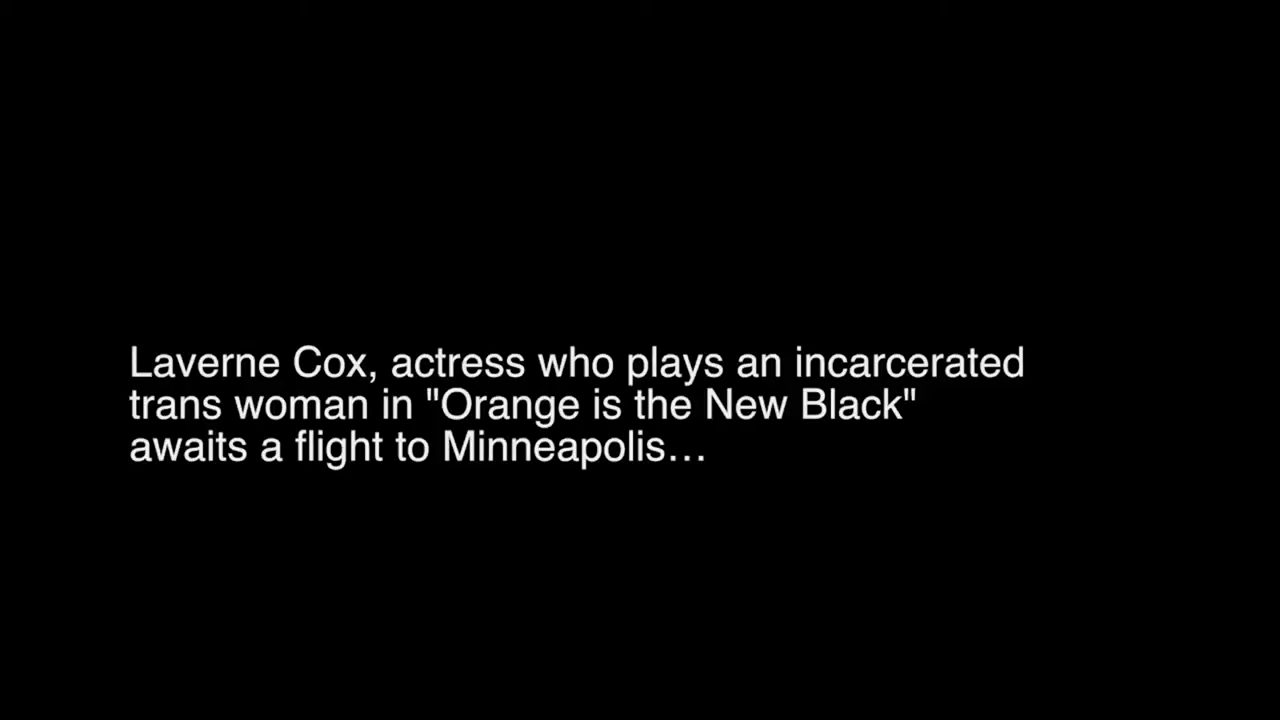 Laverne Cox, actress who plays an incarcerated
trans woman in "Orange is the New Black"
awaits a flight to Minneapolis…